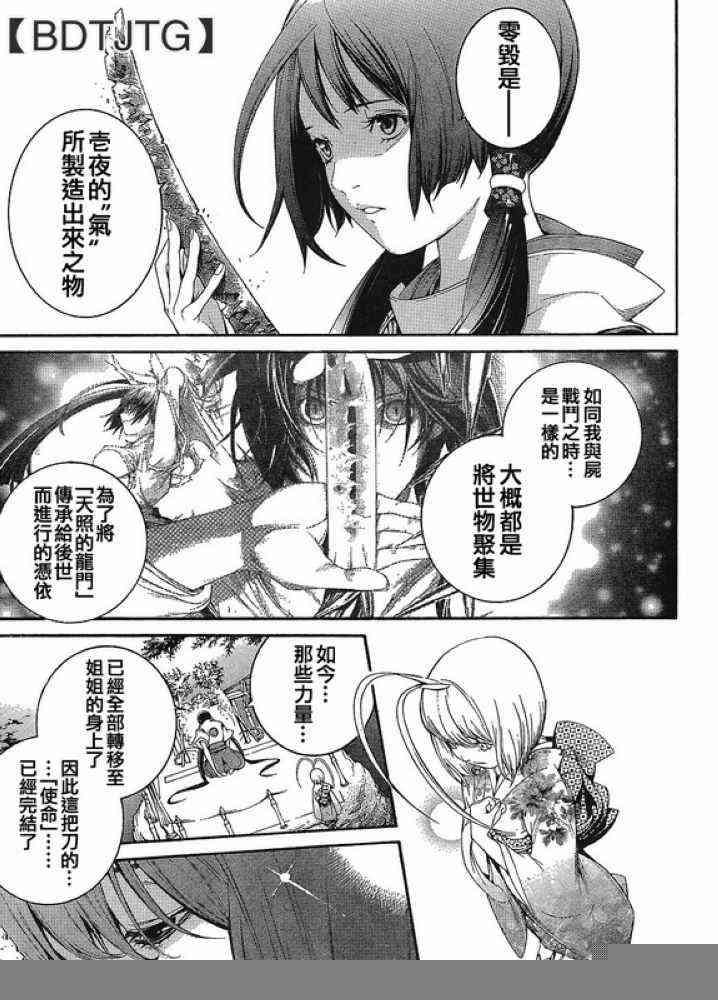 【BDTJTG】
零毀是——
壱夜的”氣“
所製造出來之物
如同我與屍
戰鬥之時…
是一樣的
大概都是
將世物聚集
為了將
「天照的龍門」
傳承給後世
而進行的憑依
如今…
那些力量…
已經全部轉移至
姐姐的身上了
因此這把刀的…
…「使命」……
已經完結了